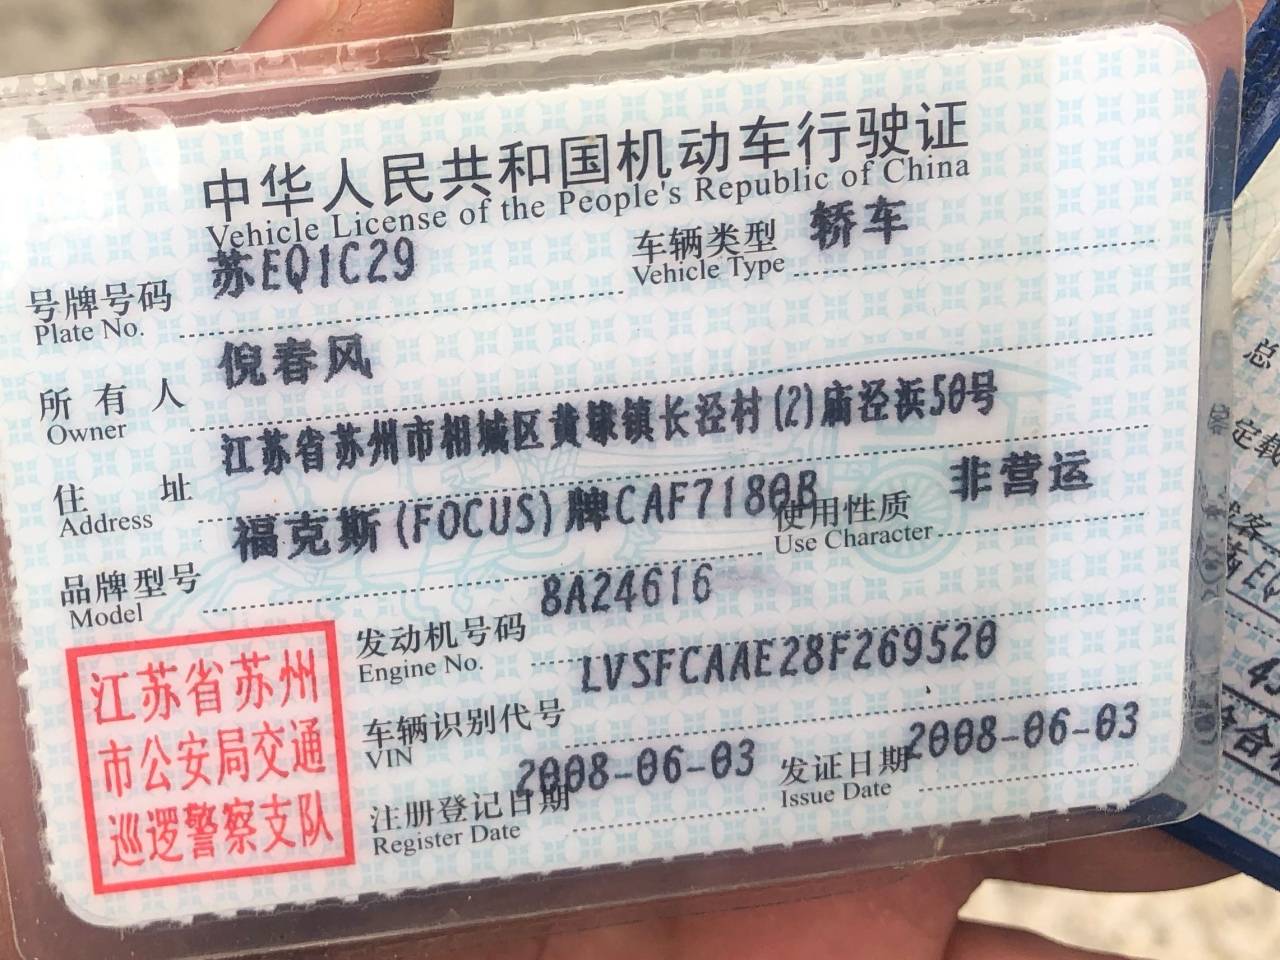 中华人民共和国机动车行驶证
Vehicle License of the People's Republic of China
号牌号码 苏EQ1C29 车辆类型 轿车
Plate No. Vehicle Type
所有人 倪春风
Owner
住址 江苏省苏州市相城区黄埭镇长泾村(2)庙泾浜50号
Address
品牌型号 福克斯(FOCUS)牌CAF7180B 使用性质 非营运
Model Use Character
发动机号码 8A24616
Engine No.
车辆识别代号 LVSFCAAE28F269520
VIN
注册登记日期 2008-06-03 发证日期 2008-06-03
Register Date Issue Date
江苏省苏州
市公安局交通
巡逻警察支队
总
定载